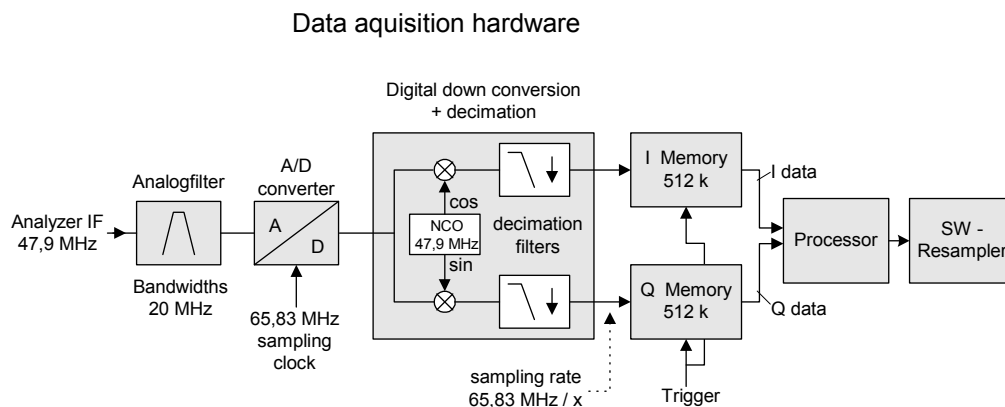 Data aquisition hardware
Digital down conversion
+ decimation
A/D
converter
Analogfilter
Analyzer IF
47,9 MHz
A
D
cos
NCO
47,9 MHz
sin
decimation
filters
I Memory
512 k
I data
Processor
SW -
Resampler
Bandwidths
20 MHz
65,83 MHz
sampling
clock
Q Memory
512 k
Q data
sampling rate
65,83 MHz / x
Trigger